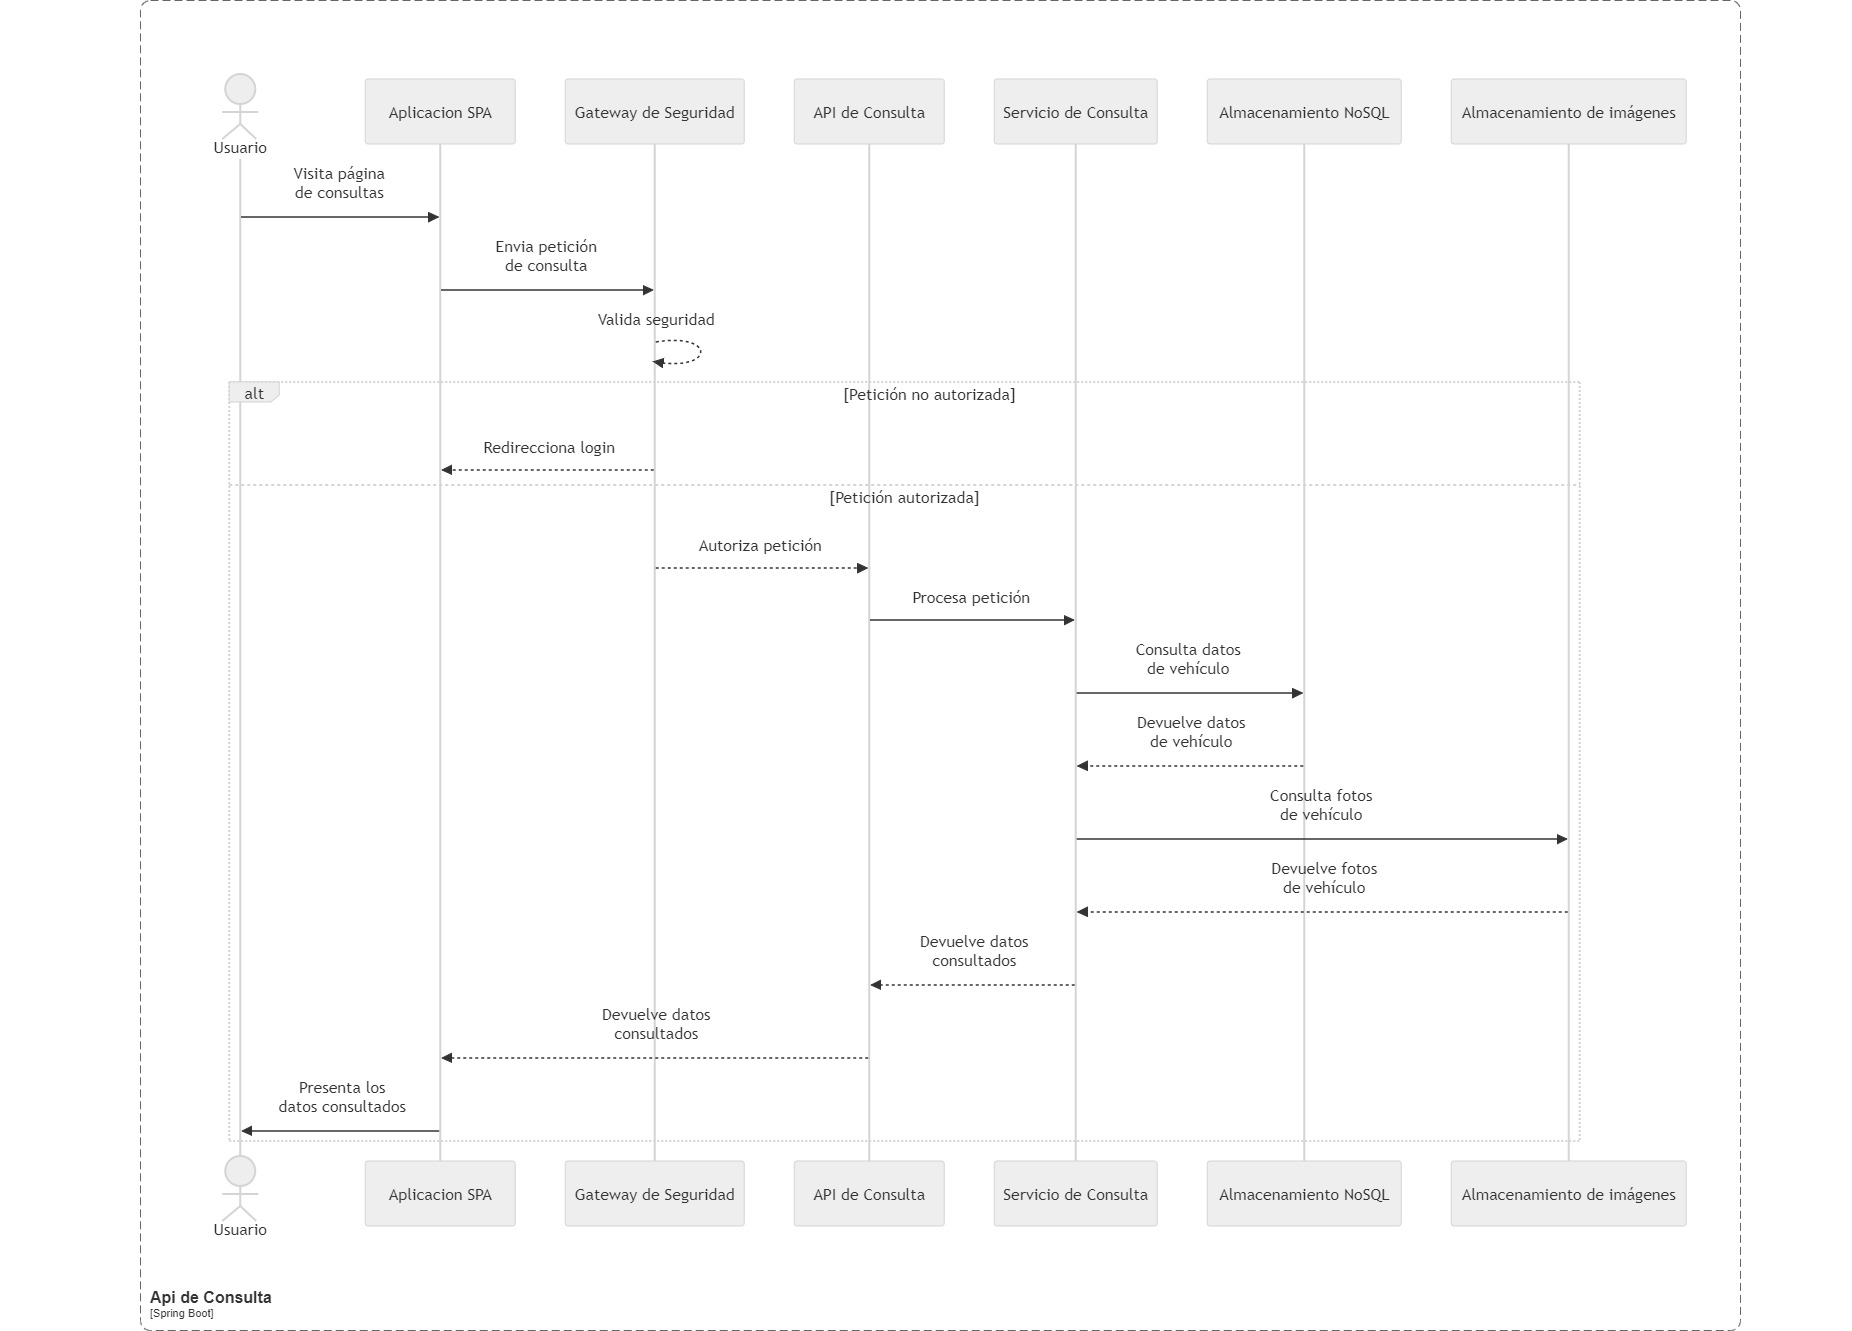 Usuario
Aplicacion SPA
Gateway de Seguridad
API de Consulta
Servicio de Consulta
Almacenamiento NoSQL
Almacenamiento de imágenes
Visita página
de consultas
Envia petición
de consulta
Valida seguridad
alt
[Petición no autorizada]
Redirecciona login
[Petición autorizada]
Autoriza petición
Procesa petición
Consulta datos
de vehículo
Devuelve datos
de vehículo
Consulta fotos
de vehículo
Devuelve fotos
de vehículo
Devuelve datos
consultados
Devuelve datos
consultados
Presenta los
datos consultados
Usuario
Aplicacion SPA
Gateway de Seguridad
API de Consulta
Servicio de Consulta
Almacenamiento NoSQL
Almacenamiento de imágenes
Api de Consulta
[Spring Boot]